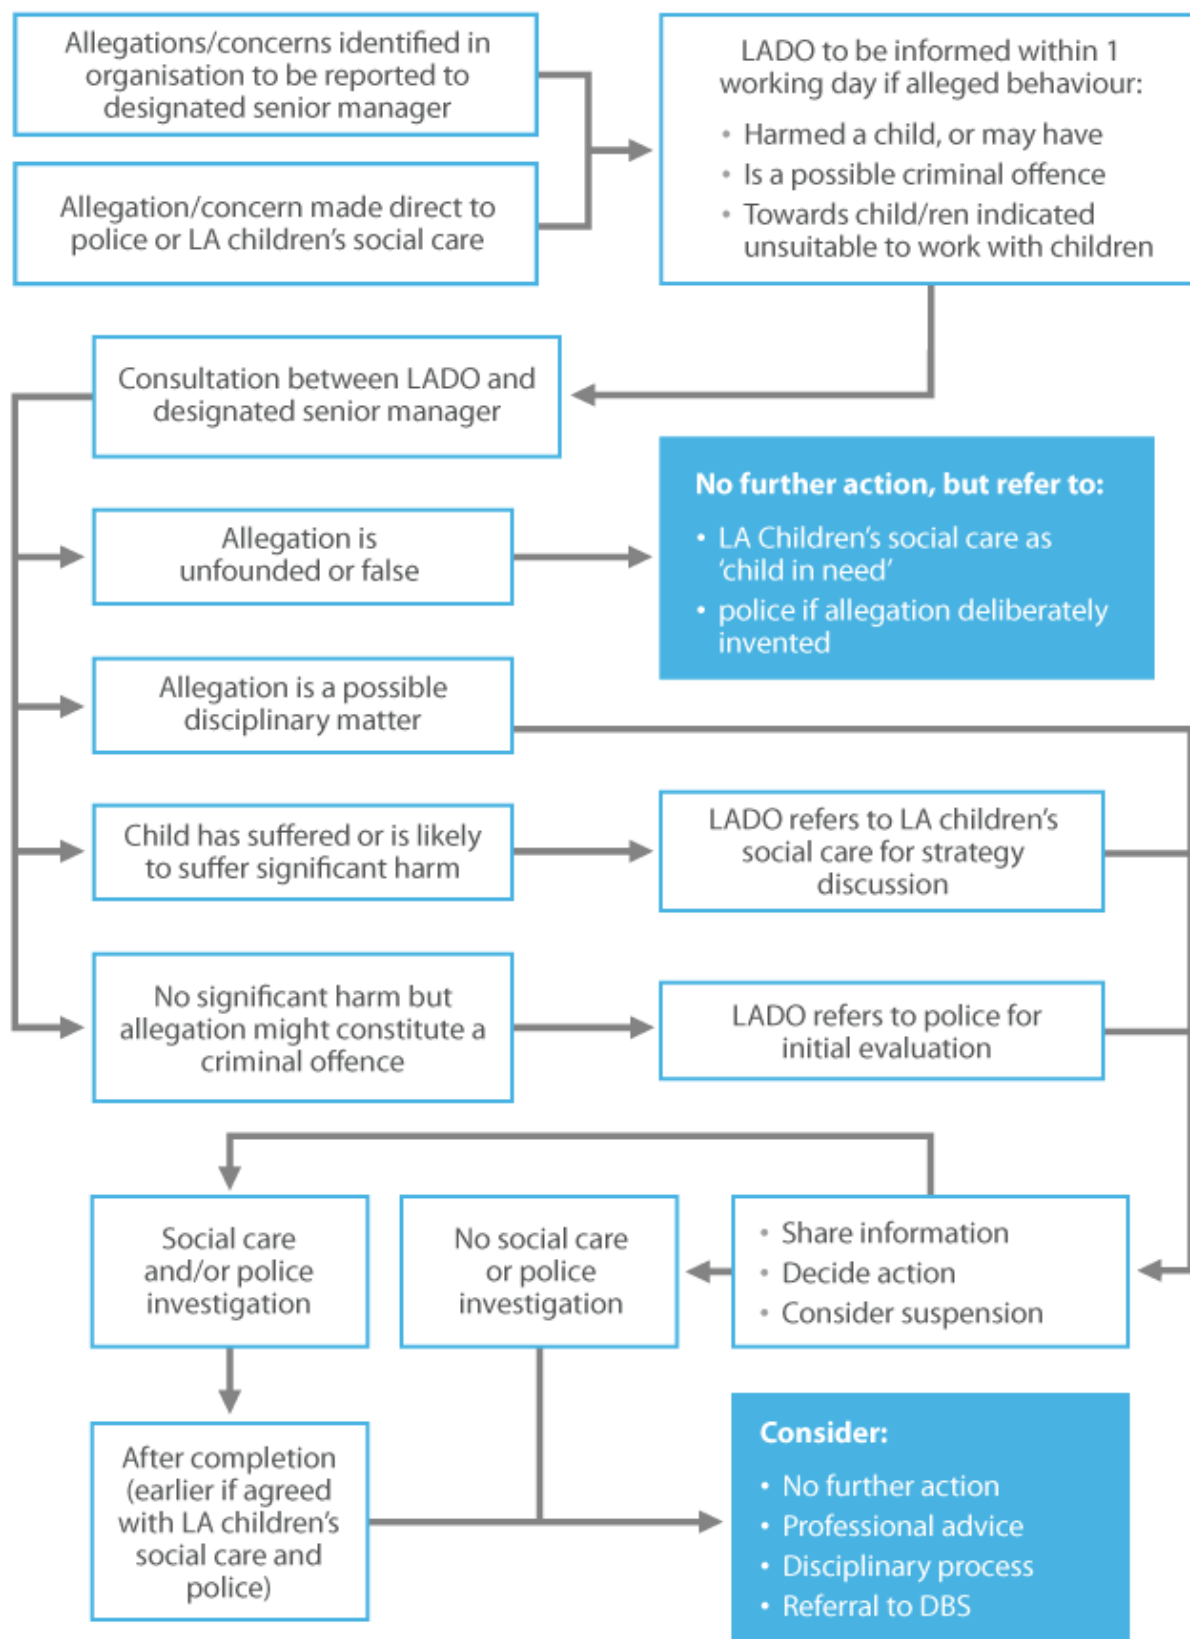 Allegations/concerns identified in
organisation to be reported to
designated senior manager
LADO to be informed within 1
working day if alleged behaviour:
• Harmed a child, or may have
• Is a possible criminal offence
• Towards child/ren indicated
unsuitable to work with children
Allegation/concern made direct to
police or LA children's social care
Consultation between LADO and
designated senior manager
Allegation is
unfounded or false
No further action, but refer to:
• LA Children's social care as
'child in need'
• police if allegation deliberately
invented
Allegation is a possible
disciplinary matter
Child has suffered or is likely
to suffer significant harm
LADO refers to LA children's
social care for strategy
discussion
No significant harm but
allegation might constitute a
criminal offence
LADO refers to police for
initial evaluation
Social care
and/or police
investigation
No social care
or police
investigation
• Share information
• Decide action
• Consider suspension
After completion
(earlier if agreed
with LA children's
social care and
police)
Consider:
• No further action
• Professional advice
• Disciplinary process
• Referral to DBS